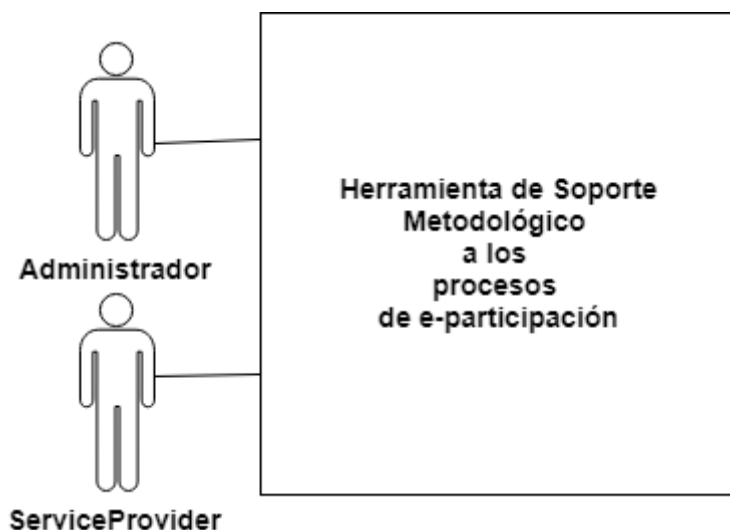 Herramienta de Soporte
Metodológico
a los
procesos
de e-participación
Administrador
ServiceProvider